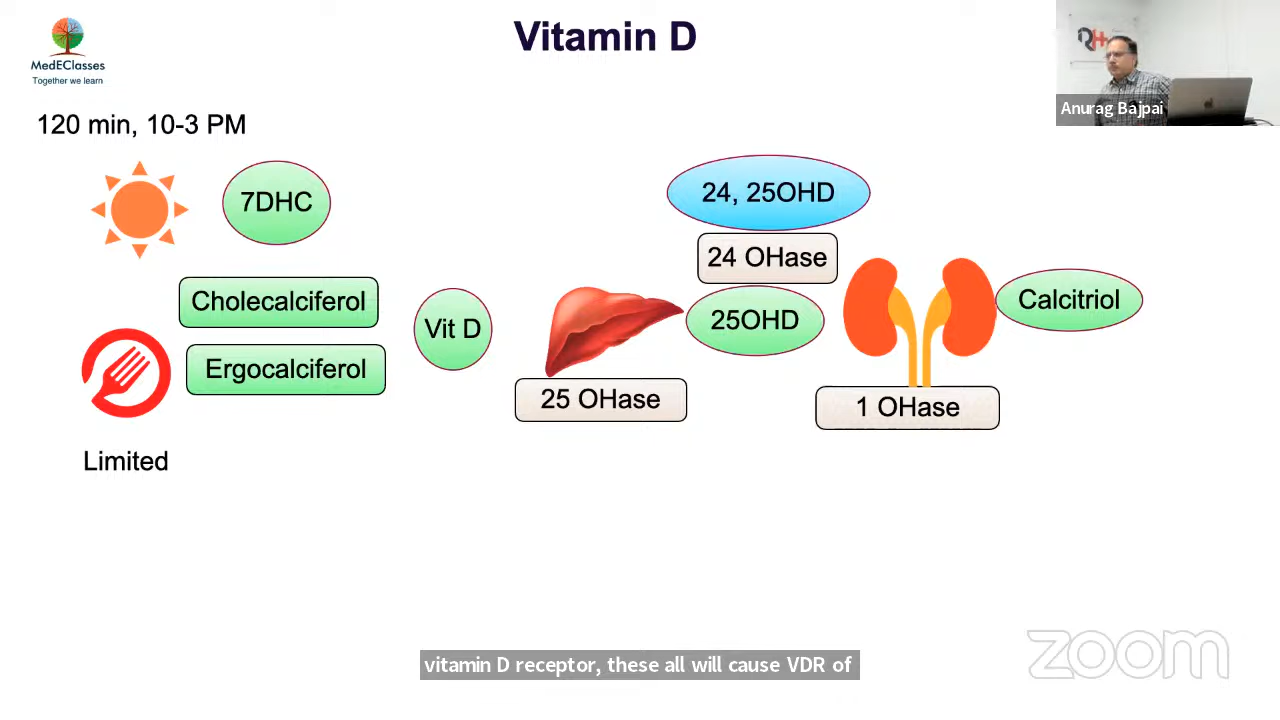 MedEClasses
Together we learn
Vitamin D
Anurag Bajpai
120 min, 10-3 PM
7DHC
24, 25OHD
24 OHase
Cholecalciferol
Calcitriol
Vit D
25OHD
Ergocalciferol
25 OHase
1 OHase
Limited
vitamin D receptor, these all will cause VDR of
zoom